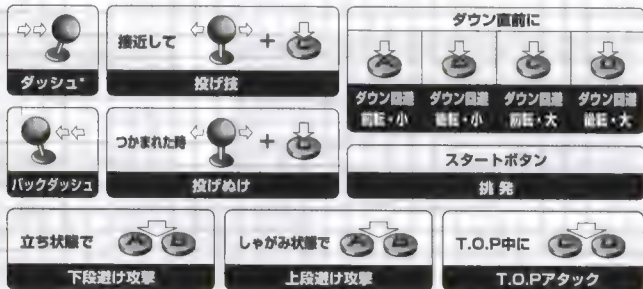 ダッシュ*
接近して
+
C
投げ技
ダウン直前に
A
B
C
D
ダウン回避
前転・小
ダウン回避
後転・小
ダウン回避
前転・大
ダウン回避
後転・大
バックダッシュ
つかまれた時
+
C
投げぬけ
スタートボタン
挑発
立ち状態で
A B
下段避け攻撃
しゃがみ状態で
A B
上段避け攻撃
T.O.P中に
C D
T.O.Pアタック